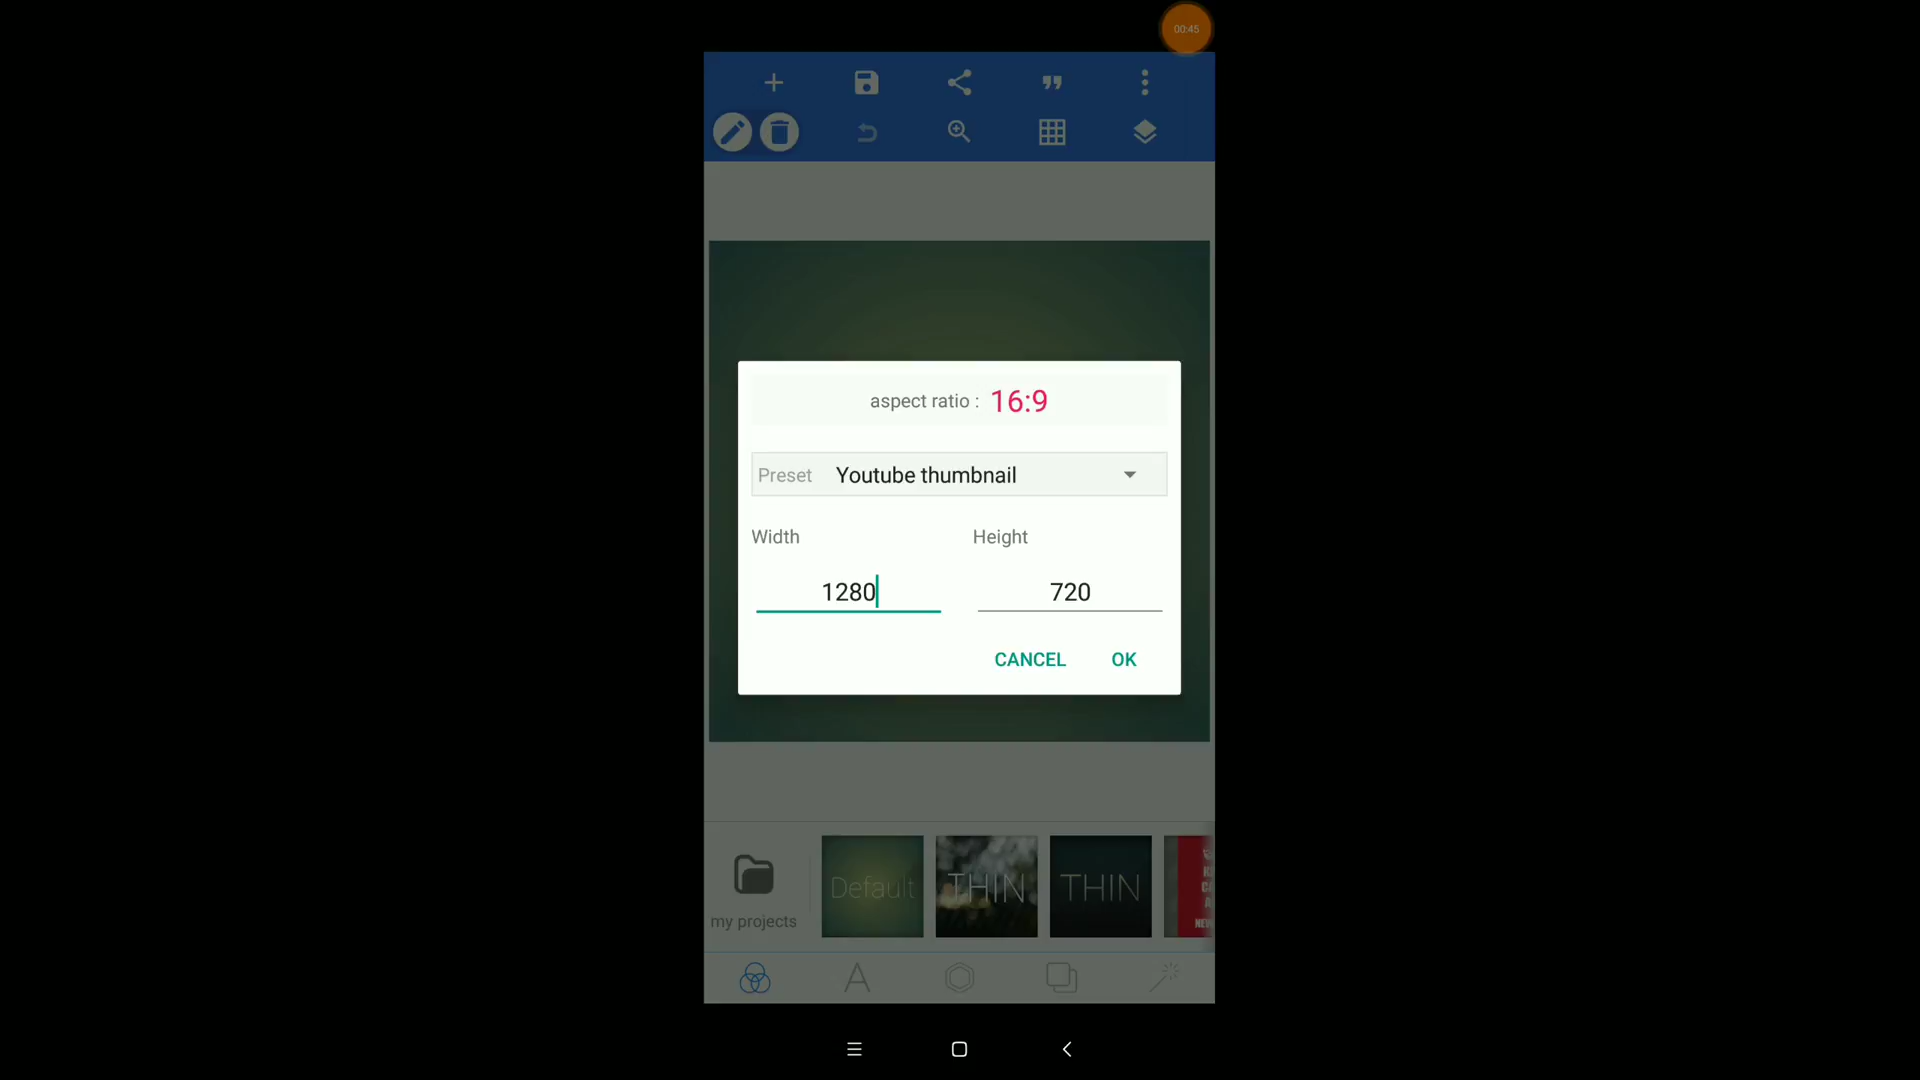 00:45
aspect ratio : 16:9
Preset Youtube thumbnail
Width Height
1280 720
CANCEL OK
my projects
Default
THIN
THIN